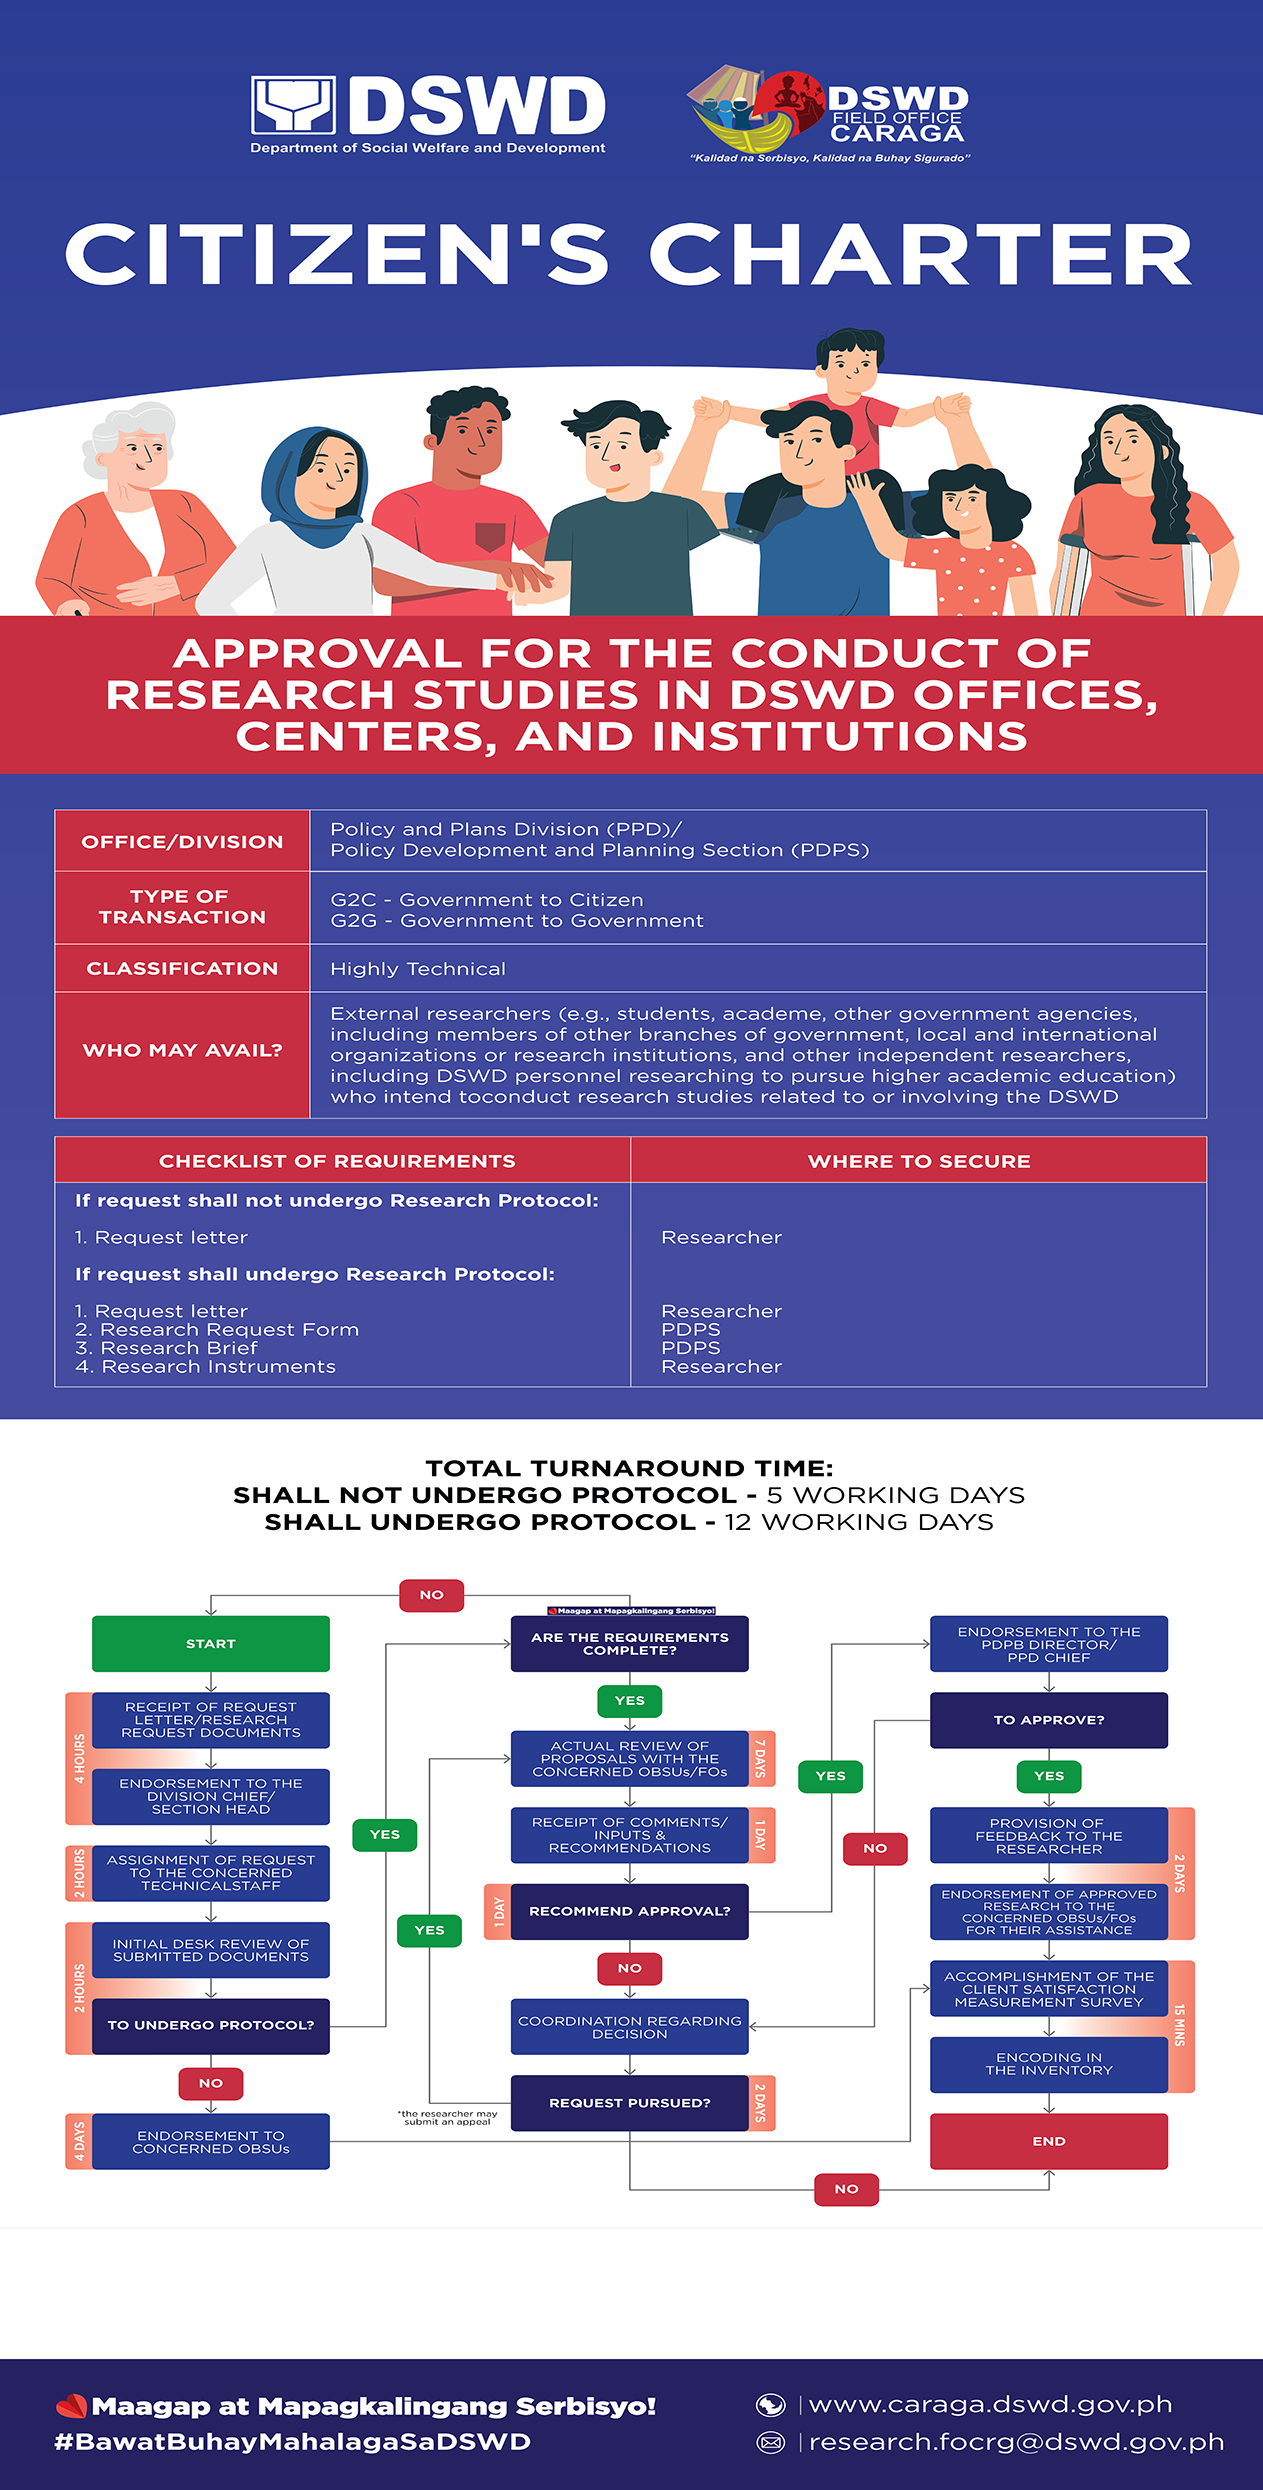 DSWD
Department of Social Welfare and Development
DSWD
FIELD OFFICE
CARAGA
"Kalidad na Serbisyo, Kalidad na Buhay Sigurado"
CITIZEN'S CHARTER
APPROVAL FOR THE CONDUCT OF
RESEARCH STUDIES IN DSWD OFFICES,
CENTERS, AND INSTITUTIONS
OFFICE/DIVISION
Policy and Plans Division (PPD)/
Policy Development and Planning Section (PDPS)
TYPE OF
TRANSACTION
G2C - Government to Citizen
G2G - Government to Government
CLASSIFICATION
Highly Technical
WHO MAY AVAIL?
External researchers (e.g., students, academe, other government agencies,
including members of other branches of government, local and international
organizations or research institutions, and other independent researchers,
including DSWD personnel researching to pursue higher academic education)
who intend toconduct research studies related to or involving the DSWD
CHECKLIST OF REQUIREMENTS
WHERE TO SECURE
If request shall not undergo Research Protocol:
1. Request letter
Researcher
If request shall undergo Research Protocol:
1. Request letter
Researcher
2. Research Request Form
PDPS
3. Research Brief
PDPS
4. Research Instruments
Researcher
TOTAL TURNAROUND TIME:
SHALL NOT UNDERGO PROTOCOL - 5 WORKING DAYS
SHALL UNDERGO PROTOCOL - 12 WORKING DAYS
START
4 HOURS
RECEIPT OF REQUEST
LETTER/RESEARCH
REQUEST DOCUMENTS
ENDORSEMENT TO THE
DIVISION CHIEF/
SECTION HEAD
2 HOURS
ASSIGNMENT OF REQUEST
TO THE CONCERNED
TECHNICALSTAFF
2 HOURS
INITIAL DESK REVIEW OF
SUBMITTED DOCUMENTS
TO UNDERGO PROTOCOL?
NO
4 DAYS
ENDORSEMENT TO
CONCERNED OBSUs
YES
NO
Maagap at Mapagkalingang Serbisyo!
ARE THE REQUIREMENTS
COMPLETE?
YES
ACTUAL REVIEW OF
PROPOSALS WITH THE
CONCERNED OBSUs/FOs
7 DAYS
RECEIPT OF COMMENTS/
INPUTS &
RECOMMENDATIONS
1 DAY
1 DAY
RECOMMEND APPROVAL?
YES
NO
COORDINATION REGARDING
DECISION
REQUEST PURSUED?
2 DAYS
*the researcher may
submit an appeal
YES
NO
NO
ENDORSEMENT TO THE
PDPB DIRECTOR/
PPD CHIEF
TO APPROVE?
YES
PROVISION OF
FEEDBACK TO THE
RESEARCHER
2 DAYS
ENDORSEMENT OF APPROVED
RESEARCH TO THE
CONCERNED OBSUs/FOs
FOR THEIR ASSISTANCE
ACCOMPLISHMENT OF THE
CLIENT SATISFACTION
MEASUREMENT SURVEY
15 MINS
ENCODING IN
THE INVENTORY
END
Maagap at Mapagkalingang Serbisyo!
#BawatBuhayMahalagaSaDSWD
|www.caraga.dswd.gov.ph
|research.focrg@dswd.gov.ph